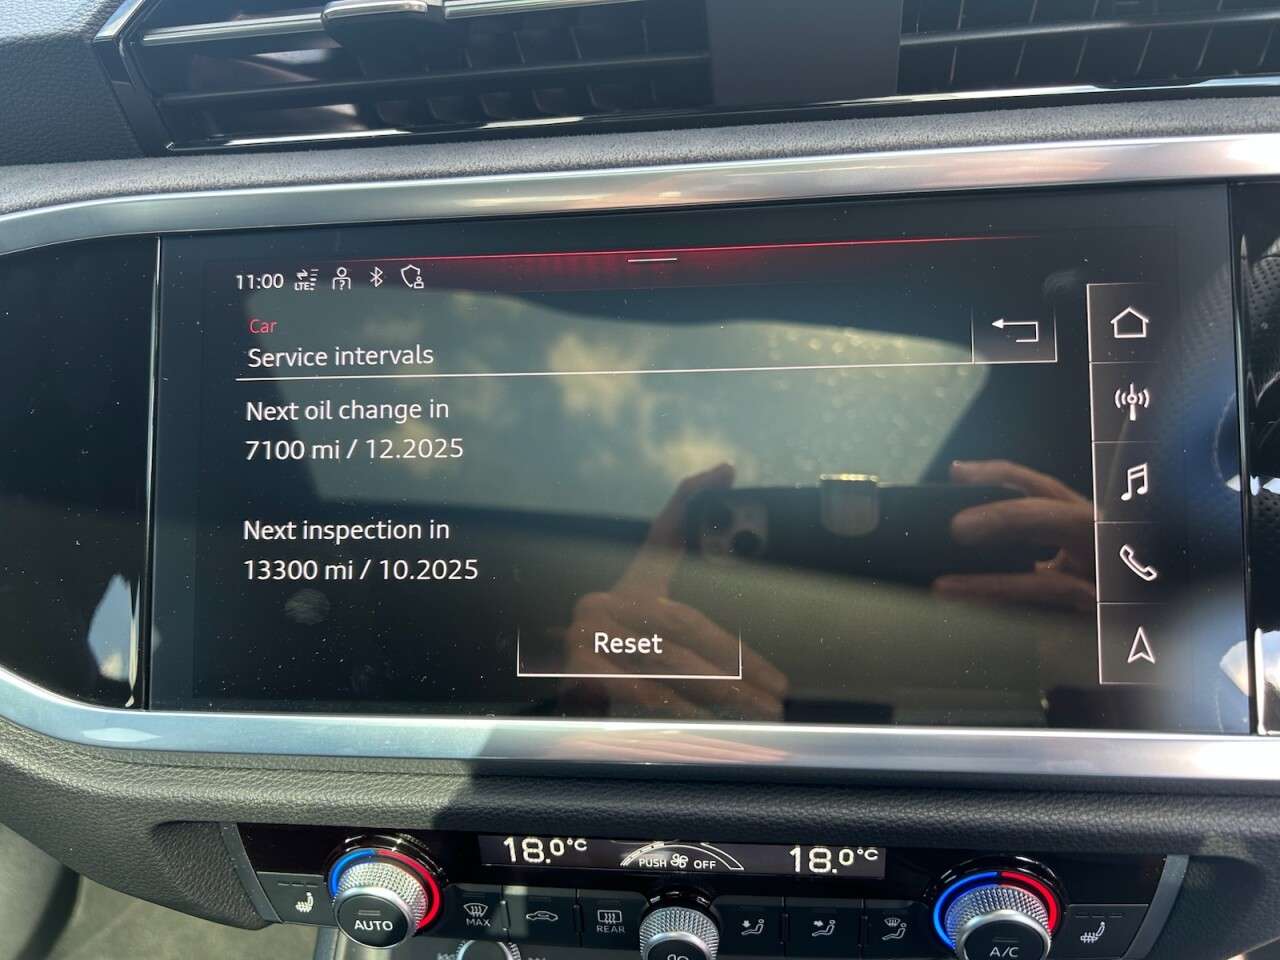 11:00 LTE
Car
Service intervals
Next oil change in
7100 mi / 12.2025
Next inspection in
13300 mi / 10.2025
Reset
18.0°C PUSH OFF 18.0°C
AUTO
MAX
REAR
A/C